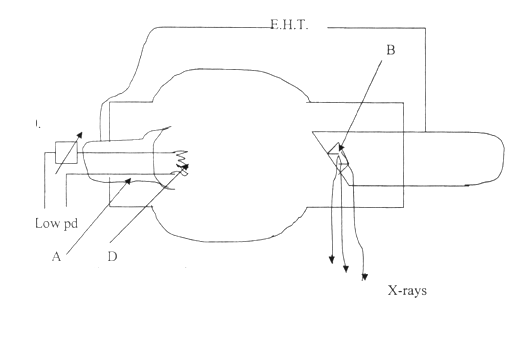 E.H.T.
B
Low pd
A
D
X-rays